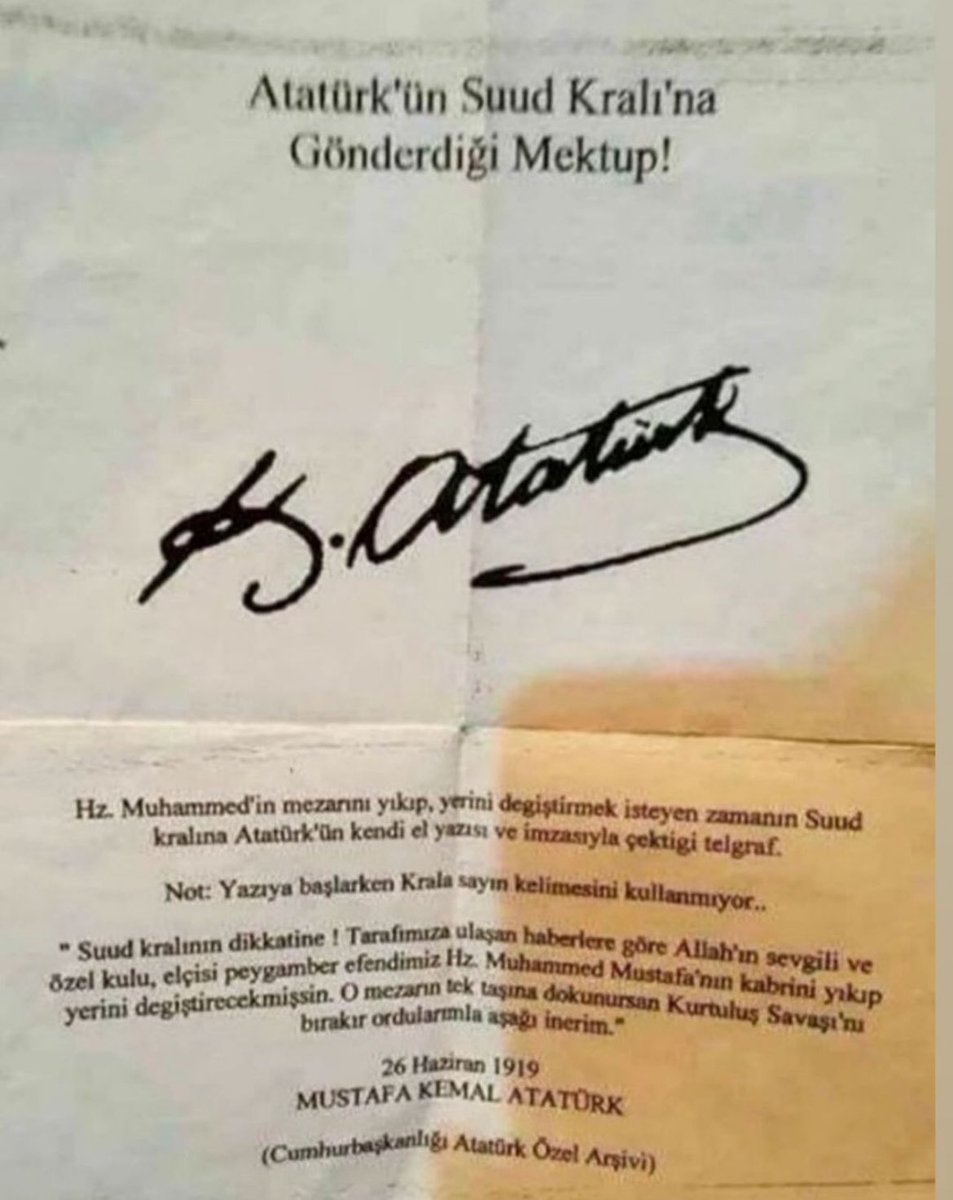 Atatürk'ün Suud Kralı'na
Gönderdiği Mektup!
K. Atatürk
Hz. Muhammed'in mezarını yıkıp, yerini degiştirmek isteyen zamanın Suud
kralına Atatürk'ün kendi el yazısı ve imzasıyla çektigi telgraf.
Not: Yazıya başlarken Krala sayın kelimesini kullanmıyor..
" Suud kralının dikkatine ! Tarafımıza ulaşan haberlere göre Allah'ın sevgili ve
özel kulu, elçisi peygamber efendimiz Hz. Muhammed Mustafa'nın kabrini yıkıp
yerini degiştirecekmişsin. O mezarın tek taşına dokunursan Kurtuluş Savaşı'nı
bırakır ordularımla aşağı inerim."
26 Haziran 1919
MUSTAFA KEMAL ATATÜRK
(Cumhurbaşkanlığı Atatürk Özel Arşivi)